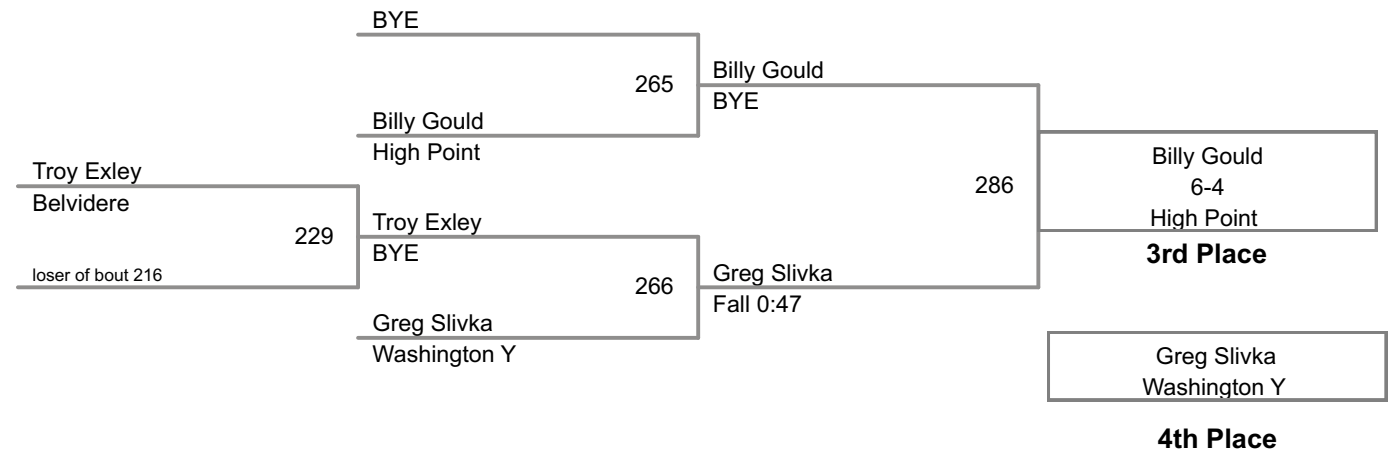 BYE
265
Billy Gould
High Point
Billy Gould
BYE
Troy Exley
Belvidere
229
loser of bout 216
Troy Exley
BYE
266
Greg Slivka
Washington Y
Greg Slivka
Fall 0:47
286
Billy Gould
6-4
High Point
3rd Place
Greg Slivka
Washington Y
4th Place